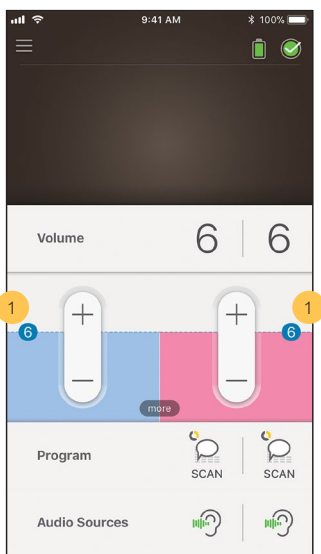 9:41 AM 100%
Volume 6 6
1 + + 1
6 6
− −
more
Program SCAN SCAN
Audio Sources